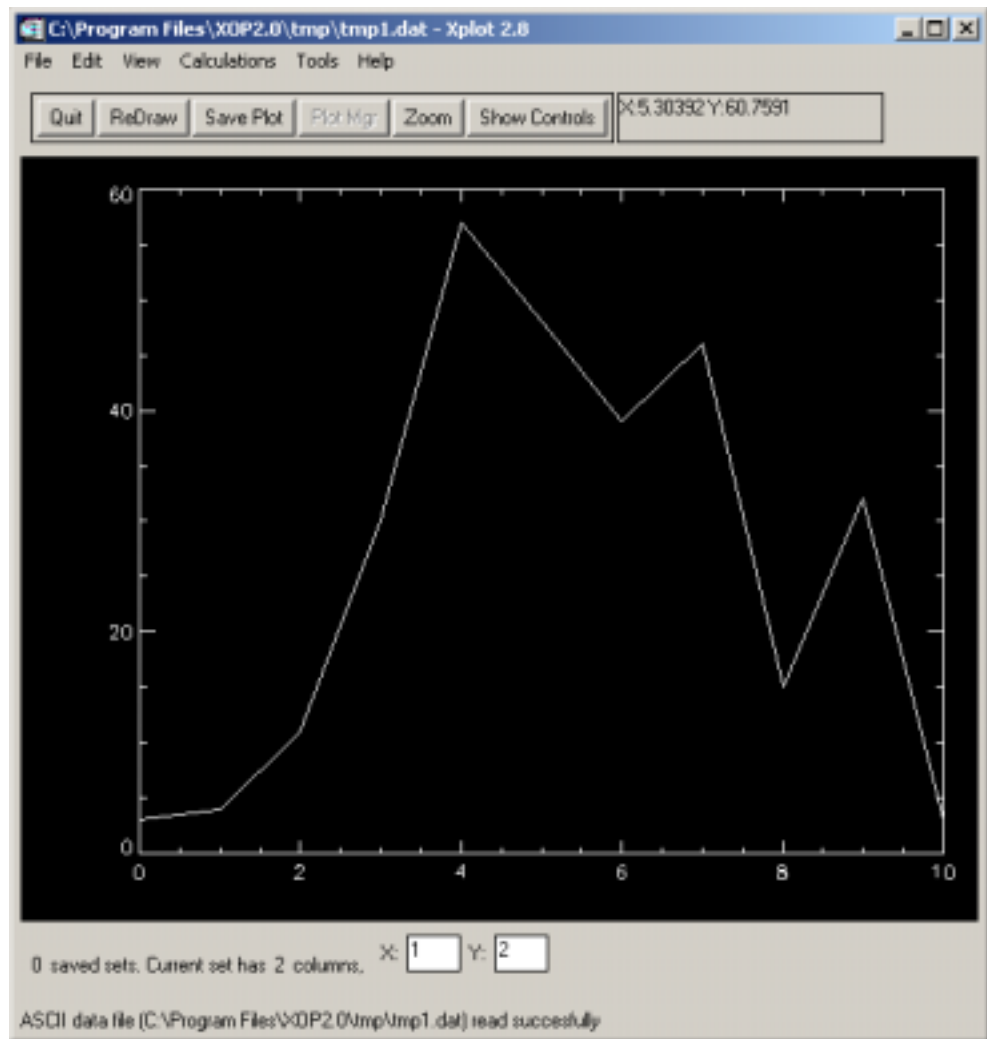 C:\Program Files\XOP2.0\tmp\tmp1.dat - Xplot 2.8
File Edit View Calculations Tools Help
Quit ReDraw Save Plot Plot Mgr Zoom Show Controls X:5.30392 Y:60.7591
60
40
20
0
0 2 4 6 8 10
0 saved sets. Current set has 2 columns. X: 1 Y: 2
ASCII data file (C:\Program Files\XOP2.0\tmp\tmp1.dat) read succesfully